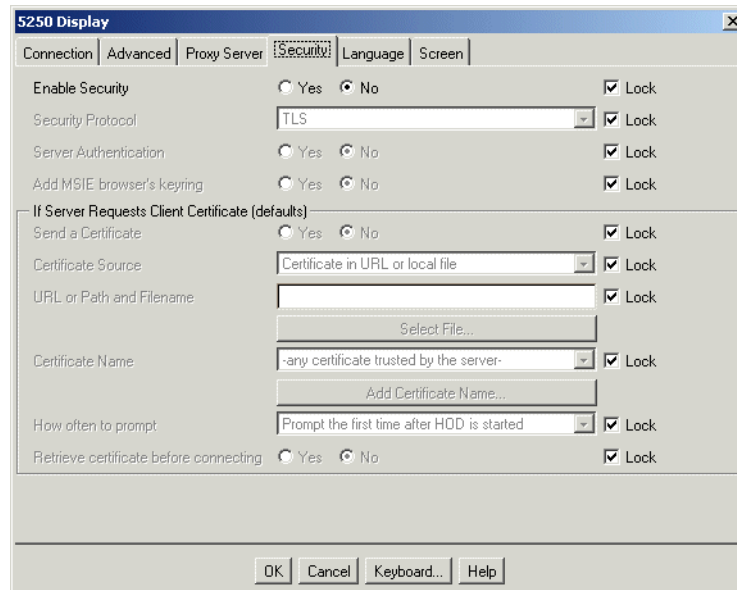 5250 Display
Connection Advanced Proxy Server Security Language Screen
Enable Security Yes No Lock
Security Protocol TLS Lock
Server Authentication Yes No Lock
Add MSIE browser's keyring Yes No Lock
If Server Requests Client Certificate (defaults)
Send a Certificate Yes No Lock
Certificate Source Certificate in URL or local file Lock
URL or Path and Filename Lock
Select File...
Certificate Name -any certificate trusted by the server- Lock
Add Certificate Name...
How often to prompt Prompt the first time after HOD is started Lock
Retrieve certificate before connecting Yes No Lock
OK Cancel Keyboard... Help